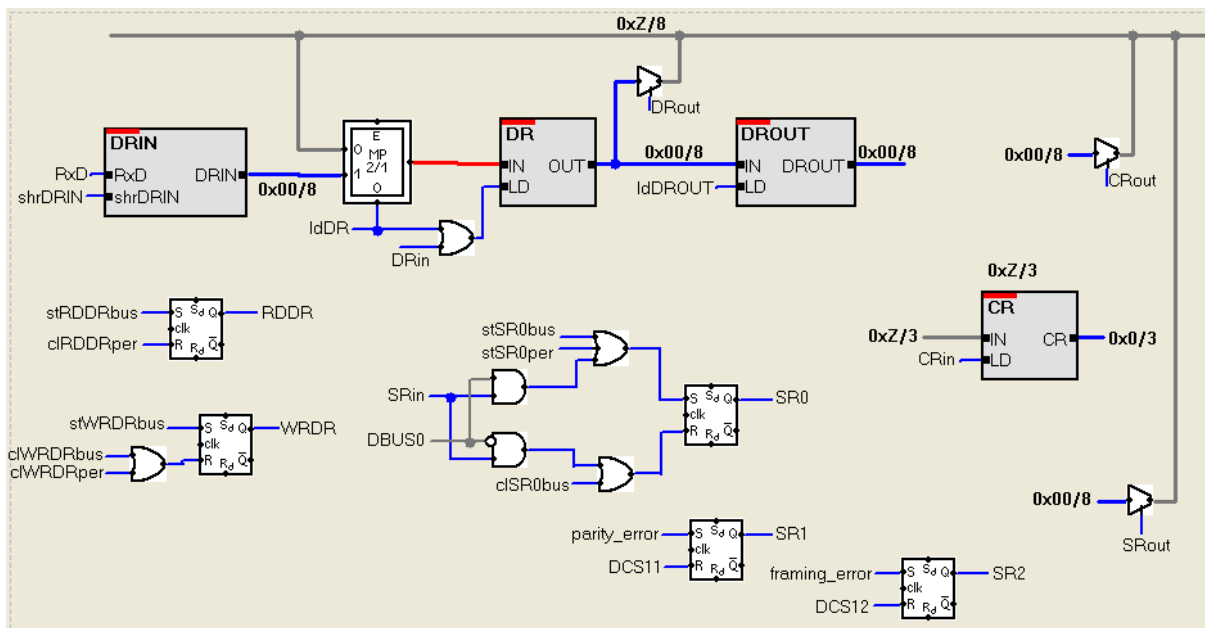 0xZ/8
DRout
DRIN
RxD
RxD
shrDRIN
shrDRIN
DRIN
0x00/8
E
0
MP
2/1
1
0
ldDR
DRin
DR
IN
OUT
LD
0x00/8
DROUT
IN
DROUT
0x00/8
ldDROUT
LD
0x00/8
CRout
0xZ/3
CR
0xZ/3
IN
CR
0x0/3
CRin
LD
stRDDRbus
S
Sd
Q
RDDR
clk
clRDDRper
R
Rd
Q
stWRDRbus
S
Sd
Q
WRDR
clk
clWRDRbus
clWRDRper
R
Rd
Q
stSR0bus
stSR0per
SRin
DBUS0
clSR0bus
S
Sd
Q
SR0
clk
R
Rd
Q
parity_error
S
Sd
Q
SR1
clk
DCS11
R
Rd
Q
framing_error
S
Sd
Q
SR2
clk
DCS12
R
Rd
Q
0x00/8
SRout